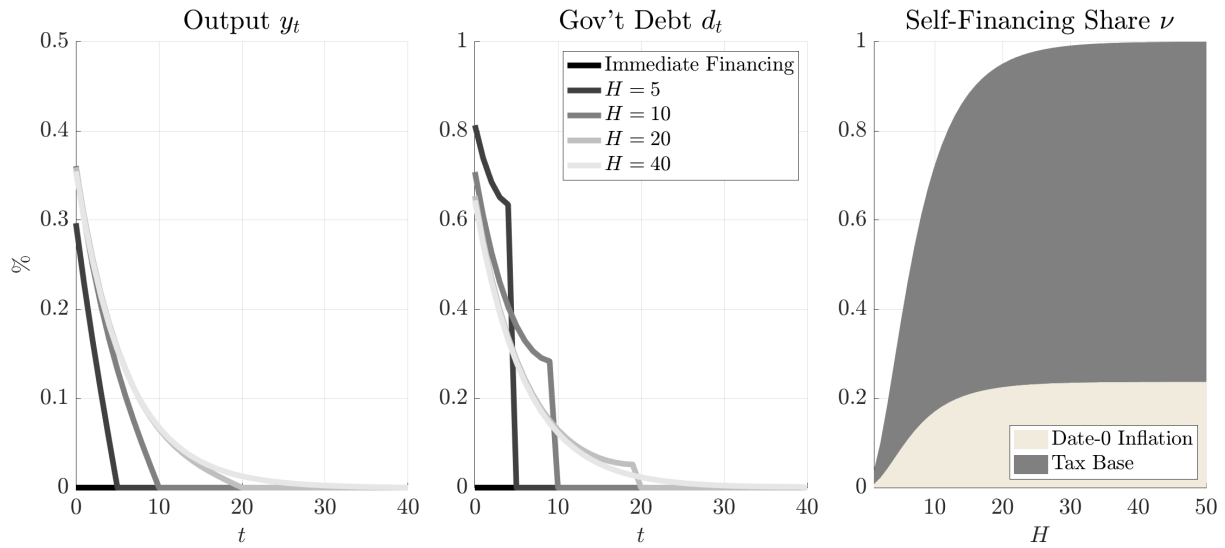 Output y_t
0.5
0.4
0.3
0.2
0.1
0
%
0 10 20 30 40
t
Gov't Debt d_t
1
0.8
0.6
0.4
0.2
0
Immediate Financing
H = 5
H = 10
H = 20
H = 40
0 10 20 30 40
t
Self-Financing Share ν
1
0.8
0.6
0.4
0.2
0
Date-0 Inflation
Tax Base
10 20 30 40 50
H